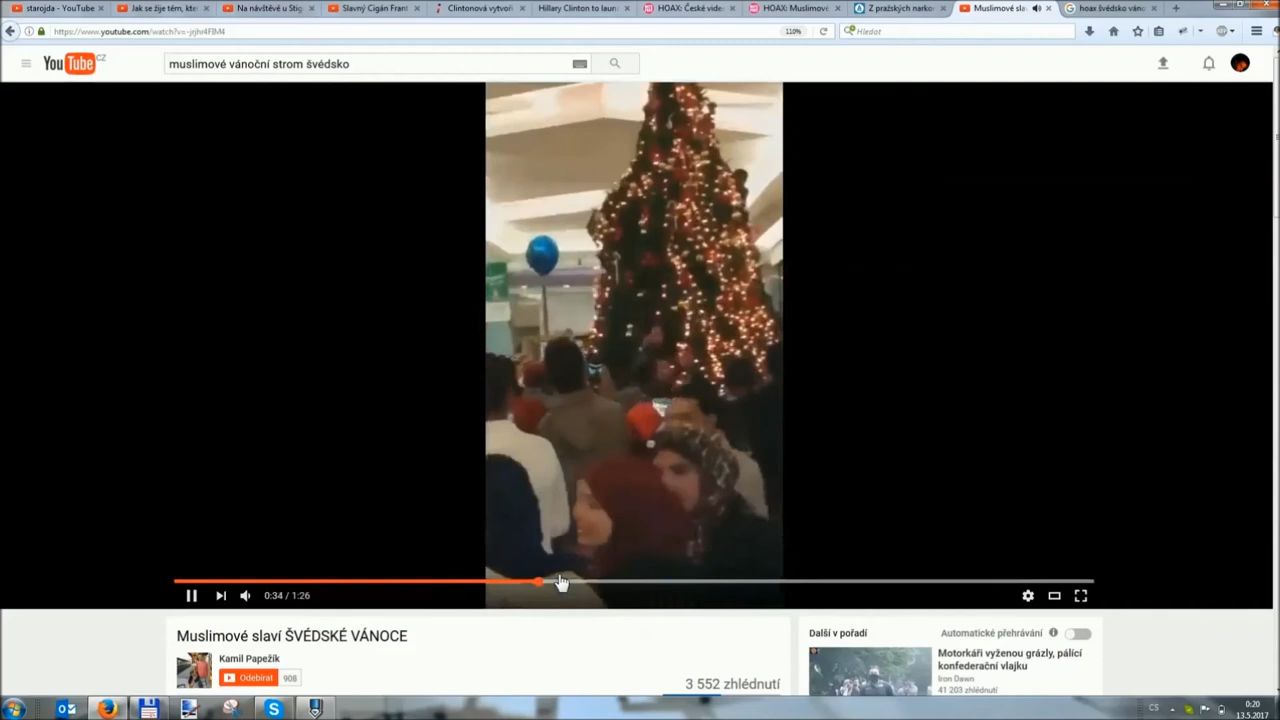 starojda - YouTube
Jak se žije těm, kte
Na návštěvě u Stig
Slavný Cigán Frant
Clintonová vytvoř
Hillary Clinton to laun
HOAX: České vide
HOAX: Muslimové
Z pražských narko
Muslimové sla
hoax švédsko váno
https://www.youtube.com/watch?v=-jrjhr4FlM4
110%
Hledat
YouTube CZ
muslimové vánoční strom švédsko
0:34 / 1:26
Muslimové slaví ŠVÉDSKÉ VÁNOCE
Kamil Papežík
Odebírat
908
3 552 zhlédnutí
Další v pořadí
Automatické přehrávání
Motorkáři vyženou grázly, pálící
konfederační vlajku
Iron Dawn
41 203 zhlédnutí
CS
0:20
13.5.2017